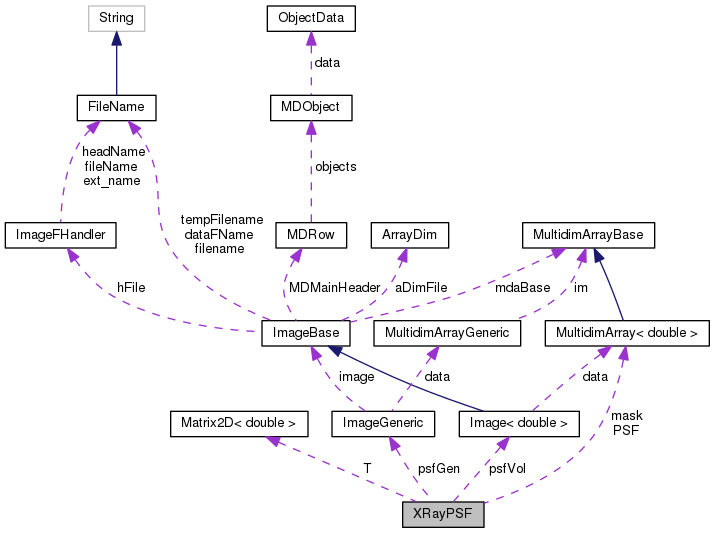 String
ObjectData
data
FileName
MDObject
headName
fileName
ext_name
objects
tempFilename
dataFName
filename
ImageFHandler
MDRow
ArrayDim
MultidimArrayBase
hFile
MDMainHeader
aDimFile
mdaBase
im
ImageBase
MultidimArrayGeneric
MultidimArray< double >
image
data
data
mask
PSF
Matrix2D< double >
ImageGeneric
Image< double >
T
psfGen
psfVol
XRayPSF